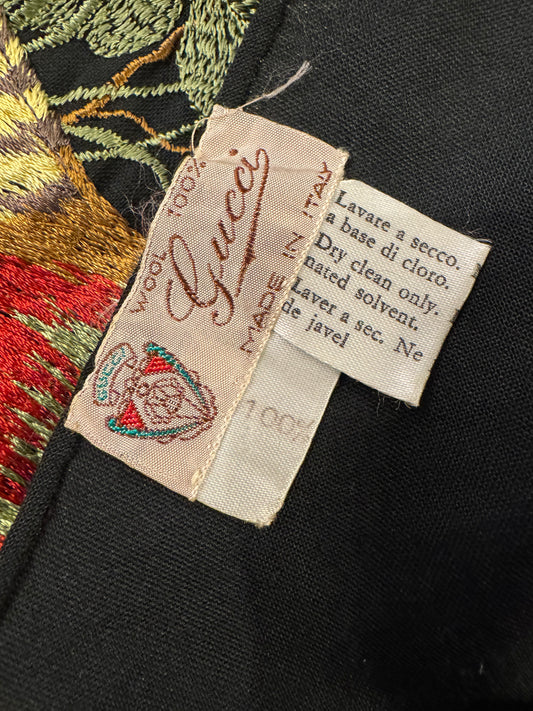 100%
WOOL
Gucci
MADE IN ITALY
GUCCI
Lavare a secco.
a base di cloro.
Dry clean only.
nated solvent.
Laver a sec. Ne
de javel
100%